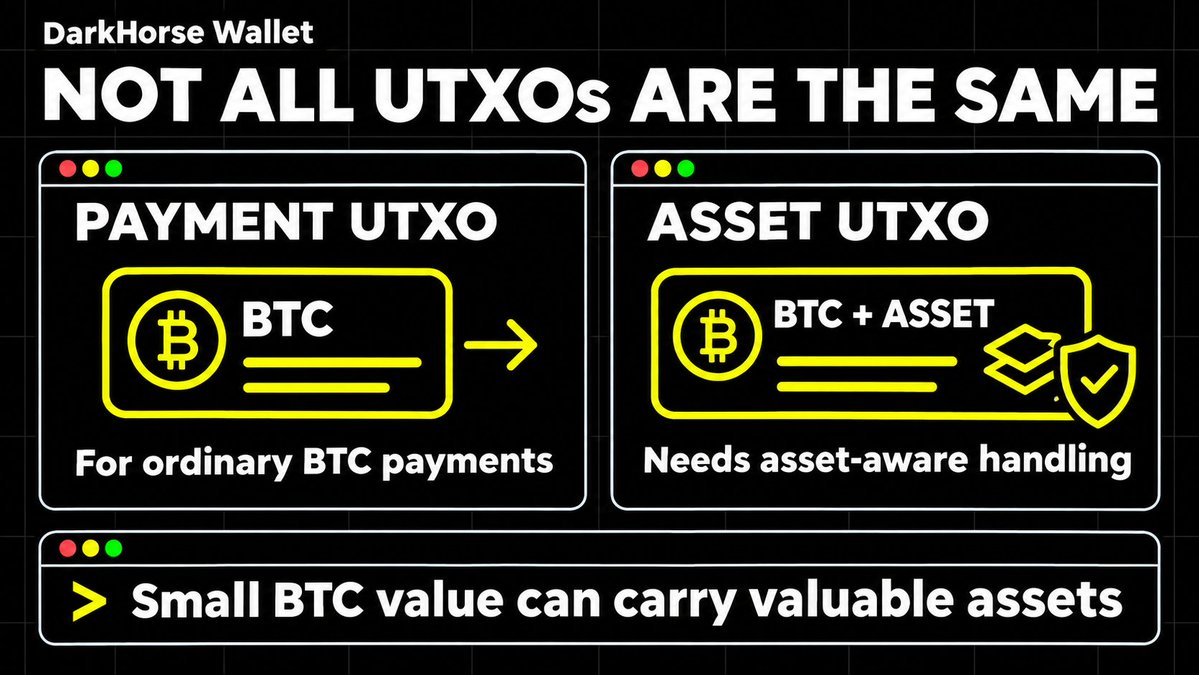 DarkHorse Wallet
NOT ALL UTXOs ARE THE SAME
PAYMENT UTXO
BTC
For ordinary BTC payments
ASSET UTXO
BTC + ASSET
Needs asset-aware handling
> Small BTC value can carry valuable assets